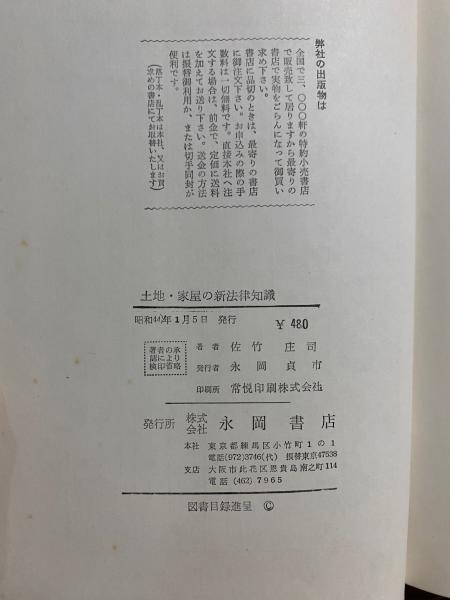 弊社の出版物は
全国で三、〇〇〇軒の特約小売書店
で販売致して居りますから最寄りの
書店で実物をごらんになって御買い
求め下さい。
書店に品切のときは、最寄りの書店
に御注文下さい。お申込みの際の手
数料は一切無料です。直接本社へ注
文する場合は、前金で、定価に送料
を加えてお送り下さい。送金の方法
は振替御利用か、または切手同封が
便利です。
(落丁本・乱丁本は本社、又はお買
求めの書店にてお取替いたします)
土地・家屋の新法律知識
昭和44年1月5日 発行
¥ 480
著者の承
認により
検印省略
著者 佐竹庄司
発行者 永岡貞市
印刷所 常悦印刷株式会社
発行所 株式会社 永岡書店
本社 東京都練馬区小竹町1の1
電話(972)3746(代) 振替東京47538
支店 大阪市此花区恩貴島南之町114
電話(462)7965
図書目録進呈 ©